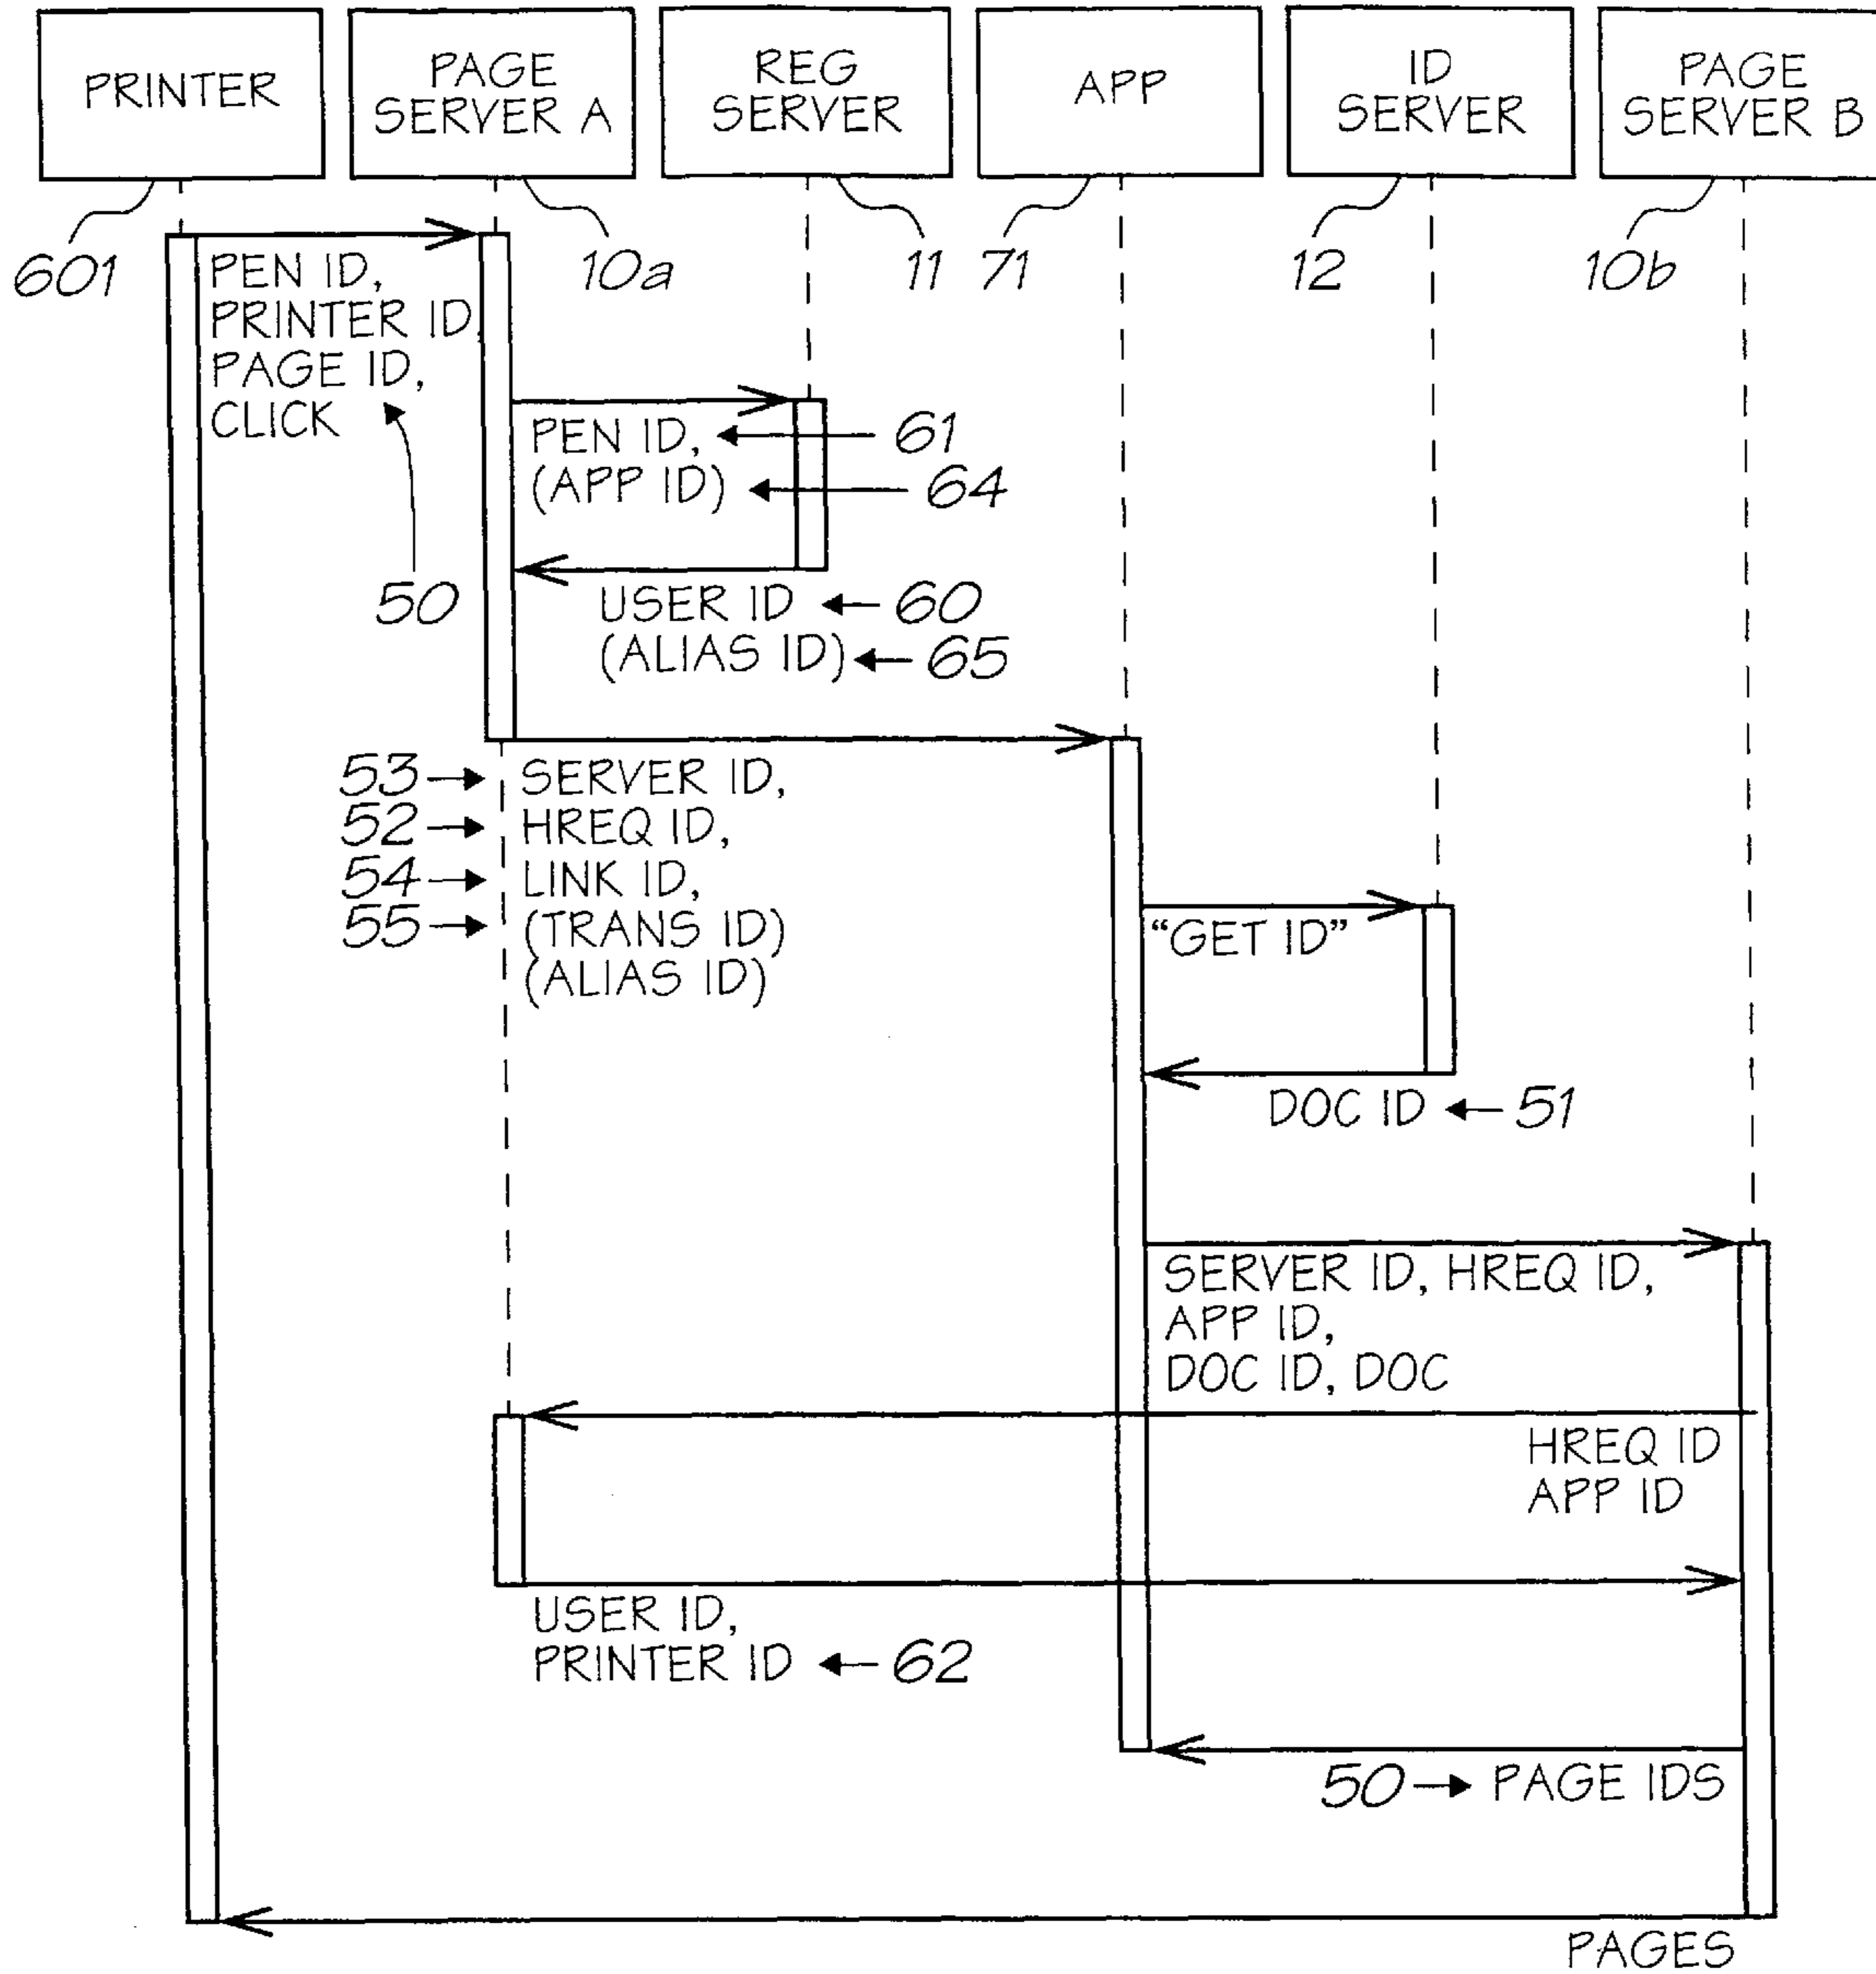 PRINTER
PAGE
SERVER A
REG
SERVER
APP
ID
SERVER
PAGE
SERVER B
601
10a
11
71
12
10b
PEN ID,
PRINTER ID
PAGE ID,
CLICK
50
PEN ID, 61
(APP ID) 64
USER ID 60
(ALIAS ID) 65
53 SERVER ID,
52 HREQ ID,
54 LINK ID,
55 (TRANS ID)
(ALIAS ID)
“GET ID”
DOC ID 51
SERVER ID, HREQ ID,
APP ID,
DOC ID, DOC
HREQ ID
APP ID
USER ID,
PRINTER ID 62
50 PAGE IDS
PAGES